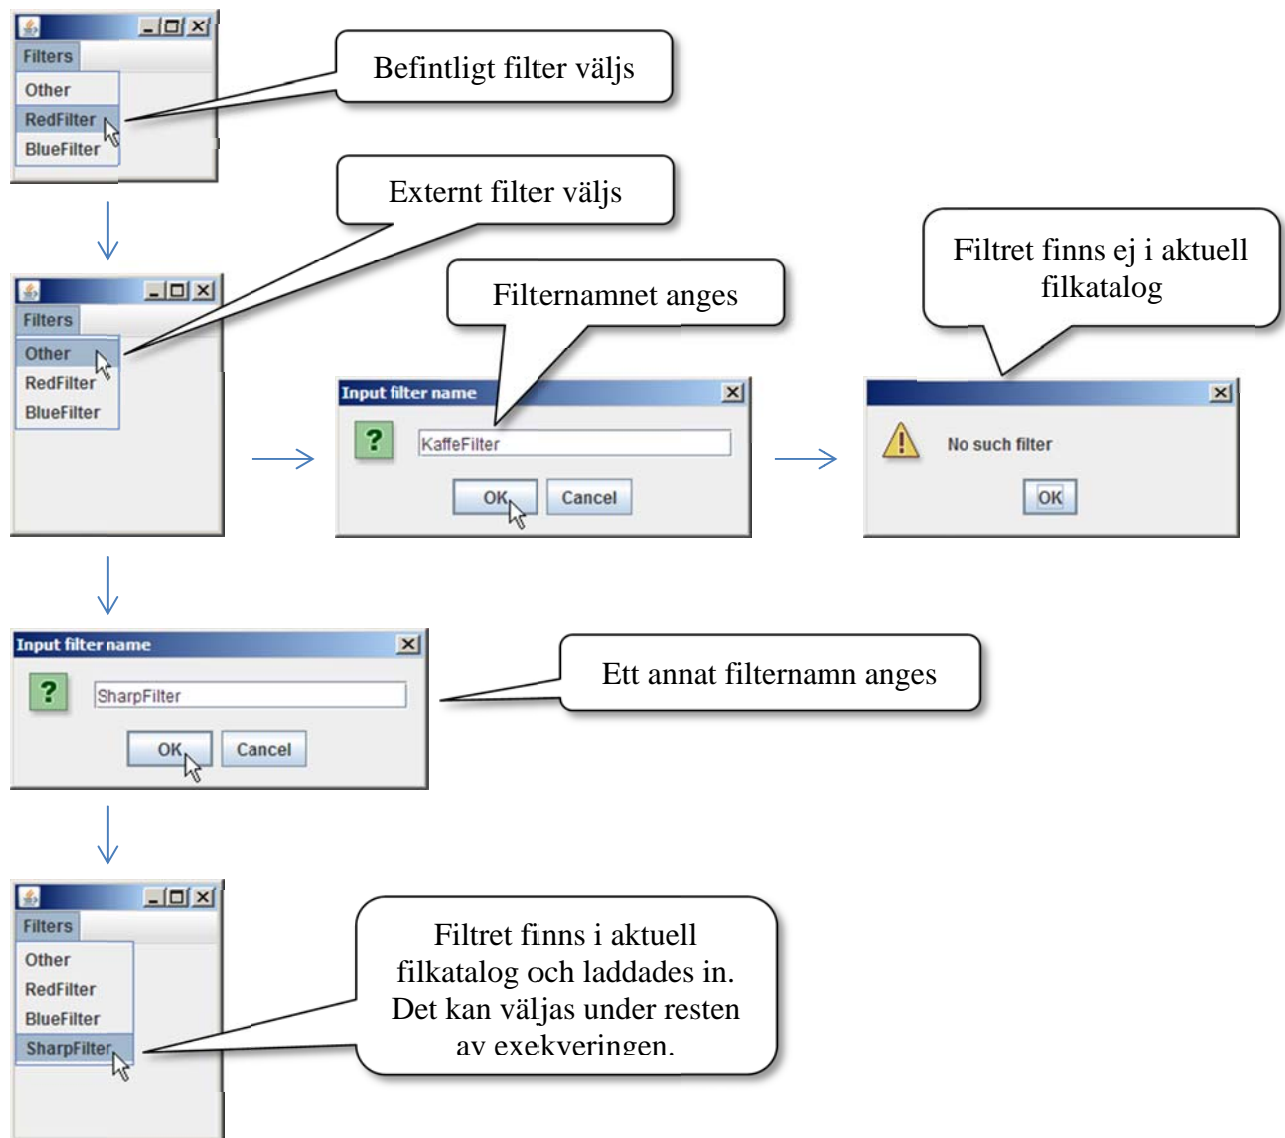 Filters
Other
RedFilter
BlueFilter
Befintligt filter väljs
Externt filter väljs
Filters
Other
RedFilter
BlueFilter
Filternamnet anges
Input filter name
KaffeFilter
OK
Cancel
Filtret finns ej i aktuell
filkatalog
No such filter
OK
Input filter name
SharpFilter
OK
Cancel
Ett annat filternamn anges
Filters
Other
RedFilter
BlueFilter
SharpFilter
Filtret finns i aktuell
filkatalog och laddades in.
Det kan väljas under resten
av exekveringen.